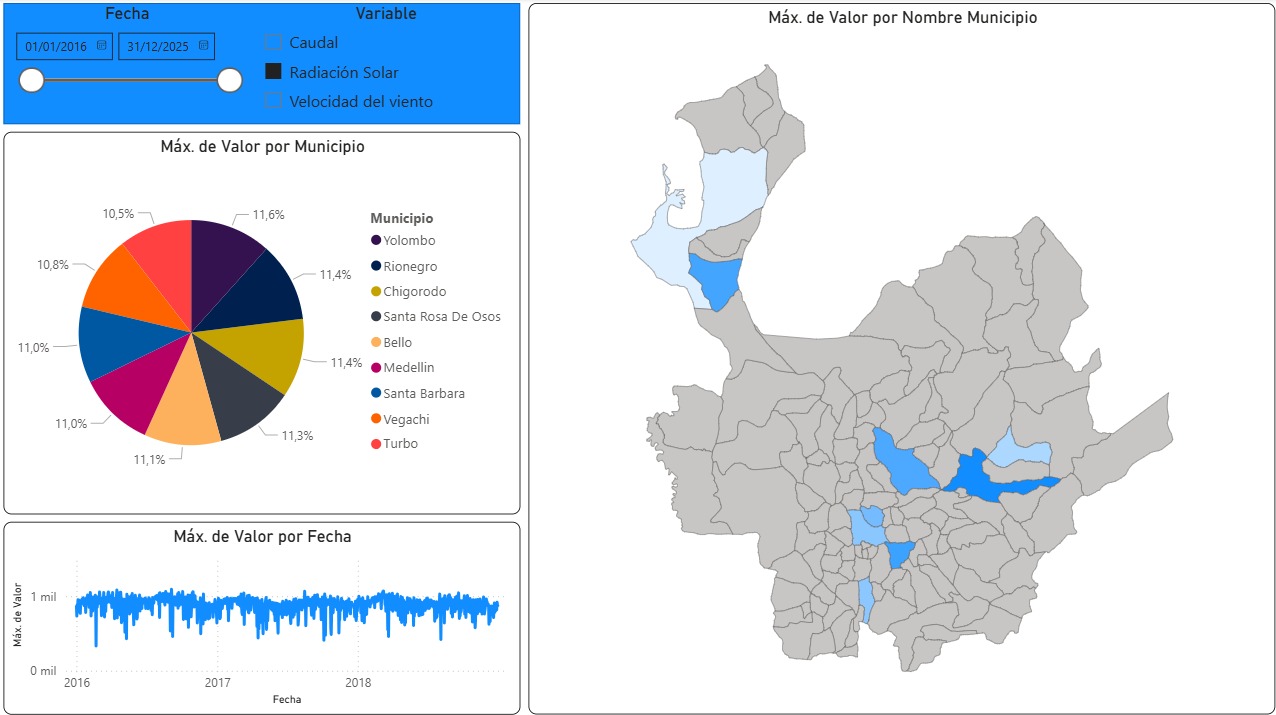 Fecha
Variable
01/01/2016
31/12/2025
Caudal
Radiación Solar
Velocidad del viento
Máx. de Valor por Municipio
10,5%
11,6%
10,8%
11,4%
11,0%
11,4%
11,0%
11,3%
11,1%
Municipio
Yolombo
Rionegro
Chigorodo
Santa Rosa De Osos
Bello
Medellin
Santa Barbara
Vegachi
Turbo
Máx. de Valor por Fecha
Máx. de Valor
1 mil
0 mil
2016
2017
2018
Fecha
Máx. de Valor por Nombre Municipio